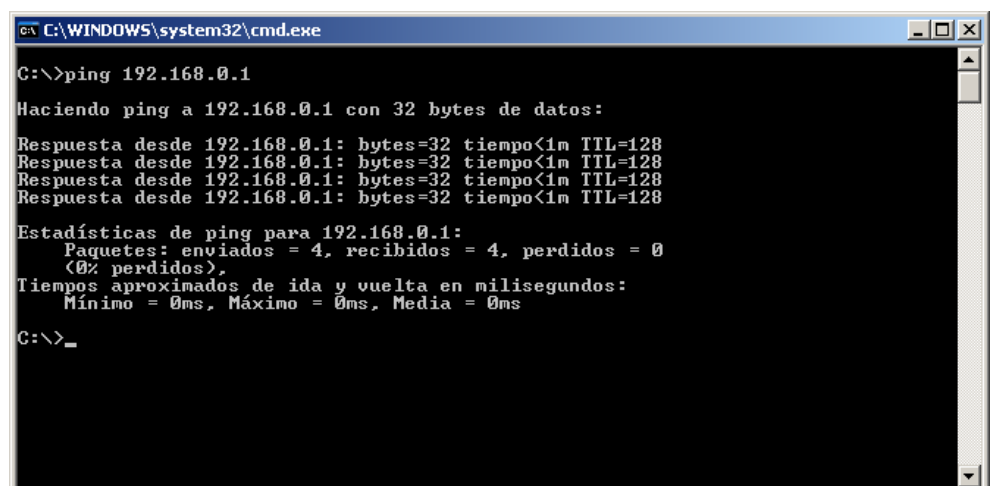 C:\WINDOWS\system32\cmd.exe
C:\>ping 192.168.0.1
Haciendo ping a 192.168.0.1 con 32 bytes de datos:
Respuesta desde 192.168.0.1: bytes=32 tiempo<1m TTL=128
Respuesta desde 192.168.0.1: bytes=32 tiempo<1m TTL=128
Respuesta desde 192.168.0.1: bytes=32 tiempo<1m TTL=128
Respuesta desde 192.168.0.1: bytes=32 tiempo<1m TTL=128
Estadísticas de ping para 192.168.0.1:
Paquetes: enviados = 4, recibidos = 4, perdidos = 0
(0% perdidos),
Tiempos aproximados de ida y vuelta en milisegundos:
Mínimo = 0ms, Máximo = 0ms, Media = 0ms
C:\>_